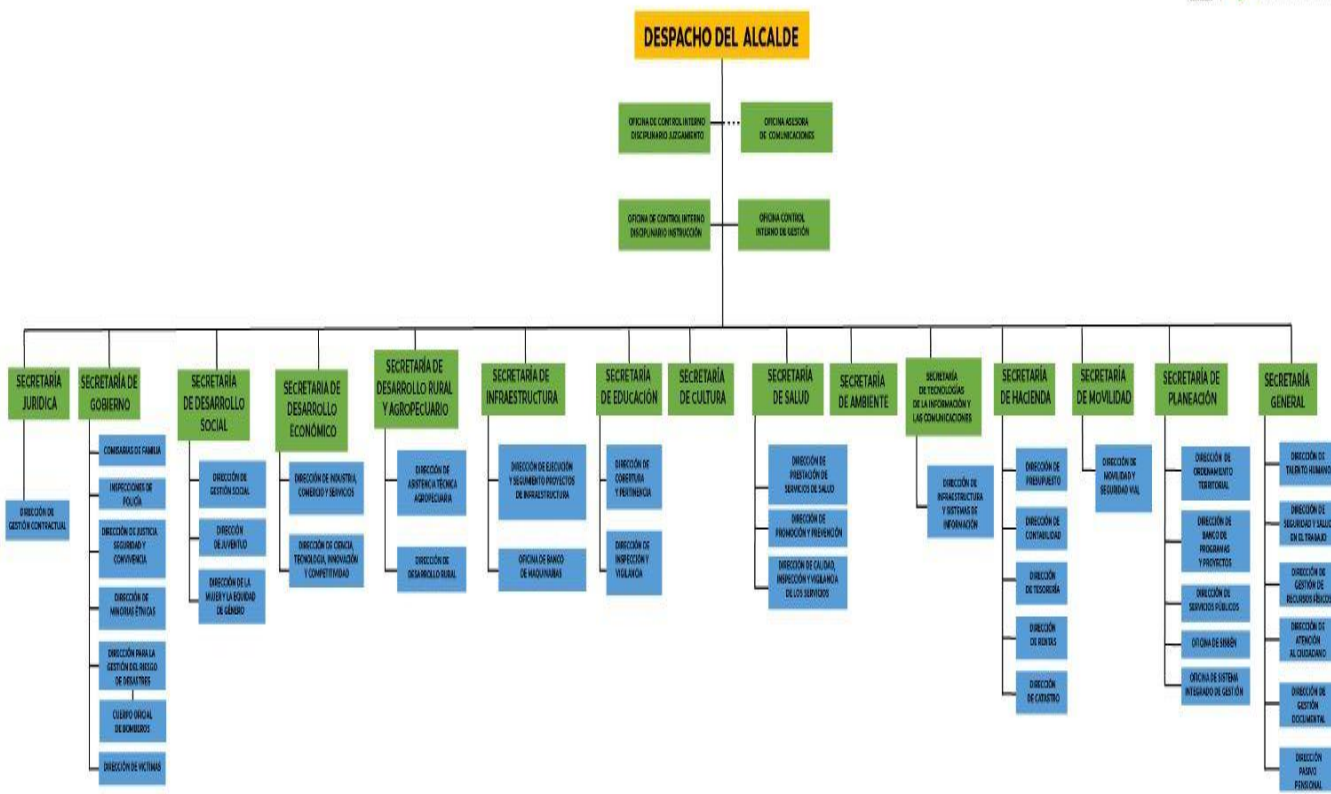 DESPACHO DEL ALCALDE
OFICINA DE CONTROL INTERNO
DISCIPLINARIO JUZGAMIENTO
OFICINA ASESORA
DE COMUNICACIONES
OFICINA DE CONTROL INTERNO
DISCIPLINARIO INSTRUCCIÓN
OFICINA CONTROL
INTERNO DE GESTIÓN
SECRETARÍA
JURIDICA
DIRECCIÓN DE
GESTIÓN CONTRACTUAL
SECRETARÍA DE
GOBIERNO
COMISARIAS DE FAMILIA
INSPECCIONES DE
POLICÍA
DIRECCIÓN DE JUSTICIA,
SEGURIDAD Y
CONVIVENCIA
DIRECCIÓN DE
MINORIAS ÉTNICAS
DIRECCIÓN PARA LA
GESTIÓN DEL RIESGO
DE DESASTRES
CUERPO OFICIAL
DE BOMBEROS
DIRECCIÓN DE VICTIMAS
SECRETARÍA
DE DESARROLLO
SOCIAL
DIRECCIÓN DE
GESTIÓN SOCIAL
DIRECCIÓN
DE JUVENTUD
DIRECCIÓN DE LA
MUJER Y LA EQUIDAD
DE GÉNERO
SECRETARIA DE
DESARROLLO
ECONÓMICO
DIRECCIÓN DE INDUSTRIA,
COMERCIO Y SERVICIOS
DIRECCIÓN DE CIENCIA,
TECNOLOGIA, INNOVACIÓN
Y COMPETITIVIDAD
SECRETARÍA DE
DESARROLLO RURAL
Y AGROPECUARIO
DIRECCIÓN DE
ASISTENCIA TÉCNICA
AGROPECUARIA
DIRECCIÓN DE
DESARROLLO RURAL
SECRETARÍA DE
INFRAESTRUCTURA
DIRECCIÓN DE EJECUCIÓN
Y SEGUIMIENTO PROYECTOS
DE INFRAESTRUCTURA
OFICINA DE BANCO
DE MAQUINARIAS
SECRETARÍA
DE EDUCACIÓN
DIRECCIÓN DE
COBERTURA
Y PERTINENCIA
DIRECCIÓN DE
INSPECCIÓN Y
VIGILANCIA
SECRETARÍA
DE CULTURA
SECRETARÍA
DE SALUD
DIRECCIÓN DE
PRESTACIÓN DE
SERVICIOS DE SALUD
DIRECCIÓN DE
PROMOCIÓN Y PREVENCIÓN
DIRECCIÓN DE CALIDAD,
INSPECCIÓN Y VIGILANCIA
DE LOS SERVICIOS
SECRETARÍA
DE AMBIENTE
SECRETARÍA
DE TECNOLOGÍAS
DE LA INFORMACIÓN Y
LAS COMUNICACIONES
DIRECCIÓN DE
INFRAESTRUCTURA
Y SISTEMAS DE
INFORMACIÓN
SECRETARÍA
DE HACIENDA
DIRECCIÓN DE
PRESUPUESTO
DIRECCIÓN DE
CONTABILIDAD
DIRECCIÓN
DE TESORERÍA
DIRECCIÓN
DE RENTAS
DIRECCIÓN
DE CATASTRO
SECRETARÍA
DE MOVILIDAD
DIRECCIÓN DE
MOVILIDAD Y
SEGURIDAD VIAL
SECRETARÍA DE
PLANEACIÓN
DIRECCIÓN DE
ORDENAMIENTO
TERRITORIAL
DIRECCIÓN DE
BANCO DE
PROGRAMAS
Y PROYECTOS
DIRECCIÓN DE
SERVICIOS PÚBLICOS
OFICINA DE SISBÉN
OFICINA DE SISTEMA
INTEGRADO DE GESTIÓN
SECRETARÍA
GENERAL
DIRECCIÓN DE
TALENTO HUMANO
DIRECCIÓN DE
SEGURIDAD Y SALUD
EN EL TRABAJO
DIRECCIÓN DE
GESTIÓN DE
RECURSOS FÍSICOS
DIRECCIÓN DE
ATENCIÓN
AL CIUDADANO
DIRECCIÓN DE
GESTIÓN
DOCUMENTAL
DIRECCIÓN
PASIVO
PENSIONAL